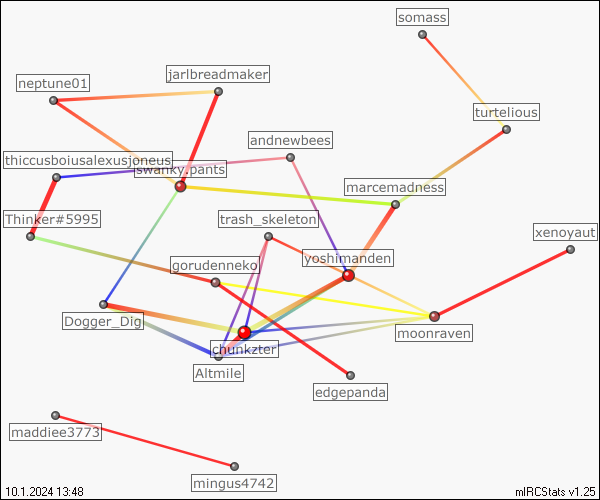 somass
neptune01
jarlbreadmaker
turtelious
andnewbees
thiccusboiusalexusjoneus
swanky.pants
marcemadness
Thinker#5995
trash_skeleton
xenoyaut
yoshimanden
gorudenneko
Dogger_Dig
moonraven
chunkzter
Altmile
edgepanda
maddiee3773
mingus4742
10.1.2024 13:48
mIRCStats v1.25